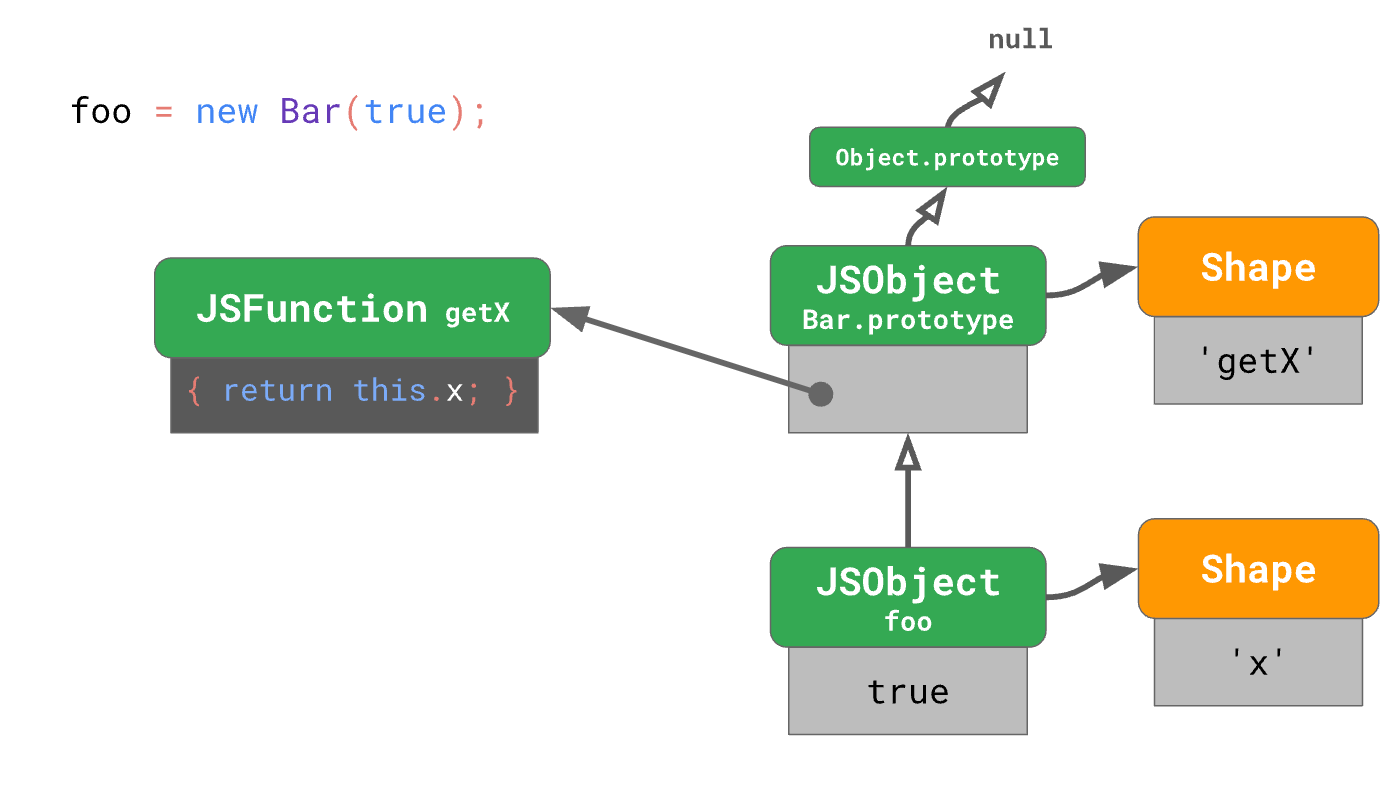 null
foo = new Bar(true);
Object.prototype
JSFunction getX
{ return this.x; }
JSObject
Bar.prototype
Shape
'getX'
JSObject
foo
true
Shape
'x'